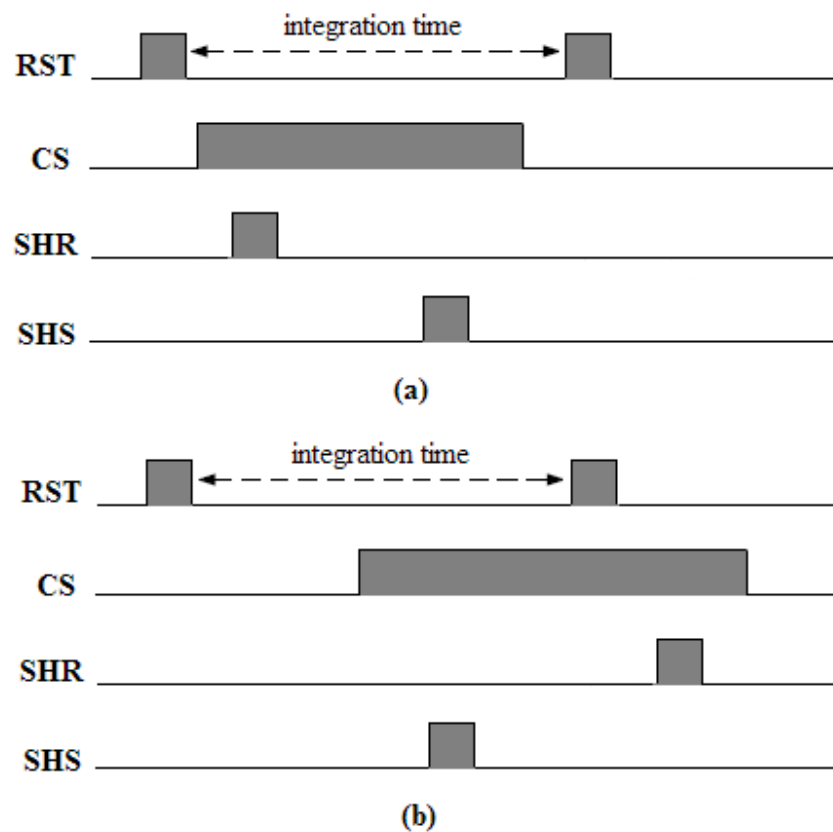 integration time
RST
CS
SHR
SHS
(a)
integration time
RST
CS
SHR
SHS
(b)